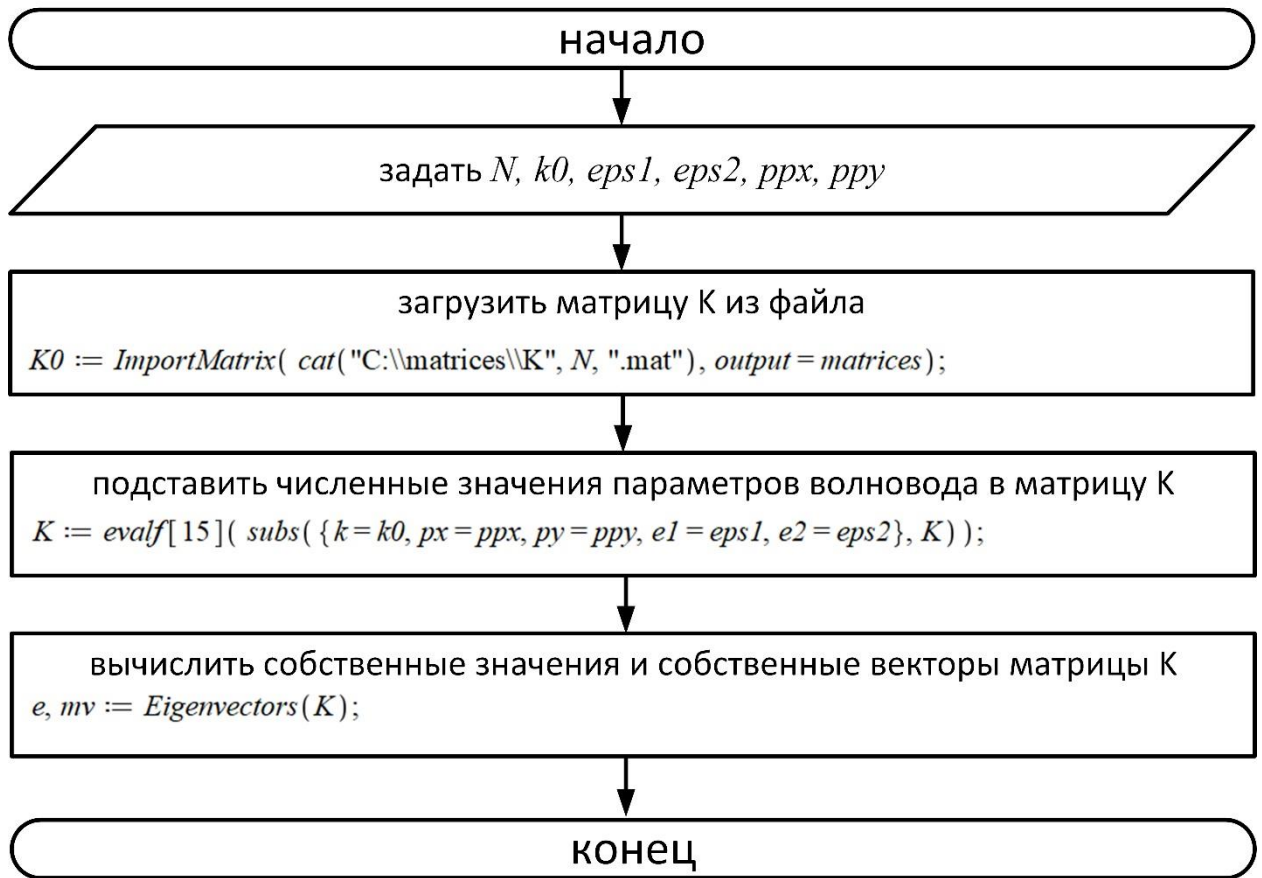 начало
задать N, k0, eps1, eps2, ppx, ppy
загрузить матрицу K из файла
K0 := ImportMatrix( cat("C:\\matrices\\K", N, ".mat"), output = matrices);
подставить численные значения параметров волновода в матрицу K
K := evalf[15]( subs( {k = k0, px = ppx, py = ppy, e1 = eps1, e2 = eps2}, K) );
вычислить собственные значения и собственные векторы матрицы K
e, mv := Eigenvectors(K);
конец